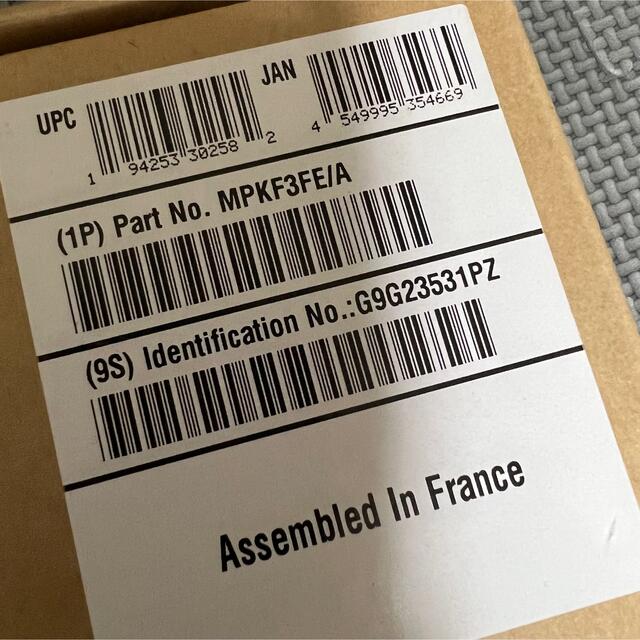 UPC
1 94253 30258 2
JAN
4 549995 354669
(1P) Part No. MPKF3FE/A
(9S) Identification No.:G9G23531PZ
Assembled In France